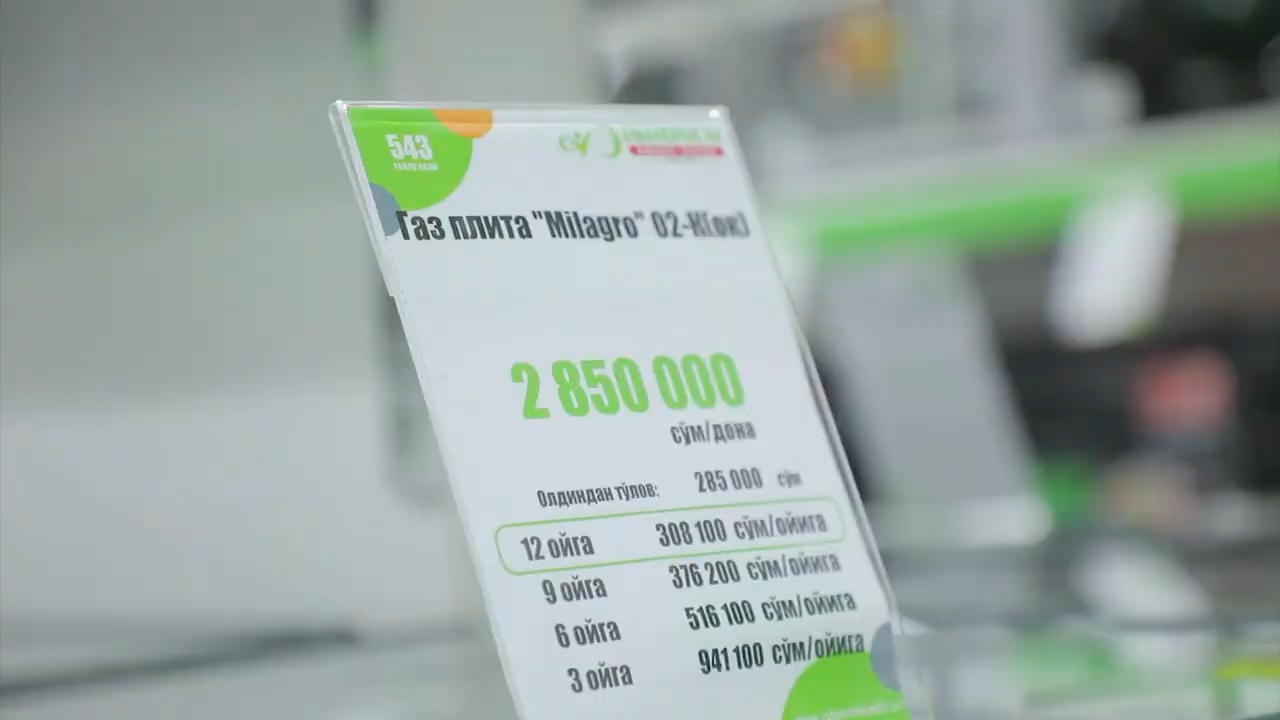 543
Газ плита "Milagro" 02-К(ок)
2 850 000
сўм/дона
Олдиндан тўлов: 285 000 сўм
12 ойга 308 100 сўм/ойига
9 ойга 376 200 сўм/ойига
6 ойга 516 100 сўм/ойига
3 ойга 941 100 сўм/ойига